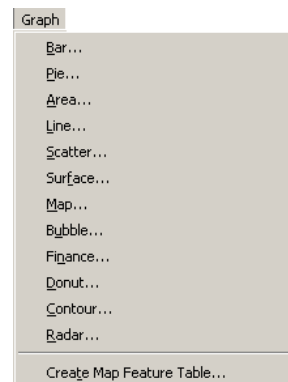 Graph
Bar...
Pie...
Area...
Line...
Scatter...
Surface...
Map...
Bubble...
Finance...
Donut...
Contour...
Radar...
Create Map Feature Table...